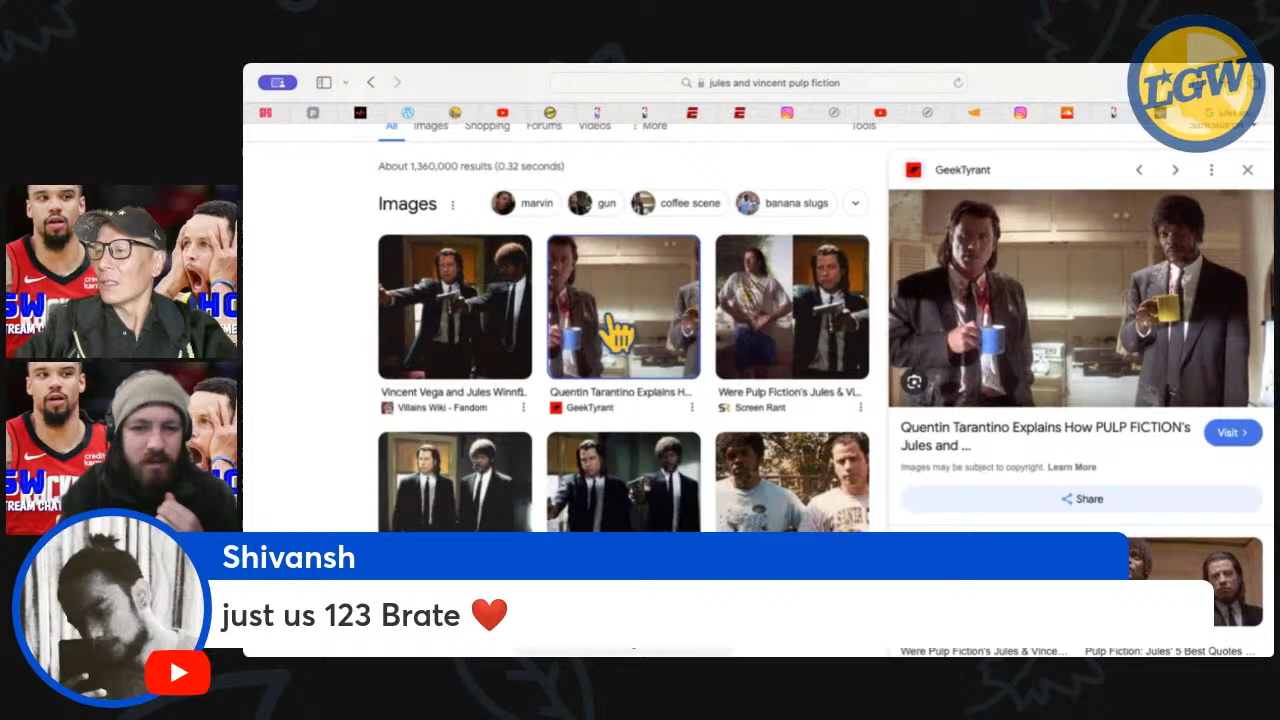 jules and vincent pulp fiction
LGW
SFG
All Images Shopping Forums Videos More Tools
About 1,360,000 results (0.32 seconds)
GeekTyrant
Images
marvin
gun
coffee scene
banana slugs
Vincent Vega and Jules Winnfi...
Villains Wiki - Fandom
Quentin Tarantino Explains H...
GeekTyrant
Were Pulp Fiction's Jules & Vi...
Screen Rant
Quentin Tarantino Explains How PULP FICTION's
Jules and ...
Visit
Images may be subject to copyright. Learn More
Share
Were Pulp Fiction's Jules & Vince...
Pulp Fiction: Jules' 5 Best Quotes ...
Shivansh
just us 123 Brate ❤️